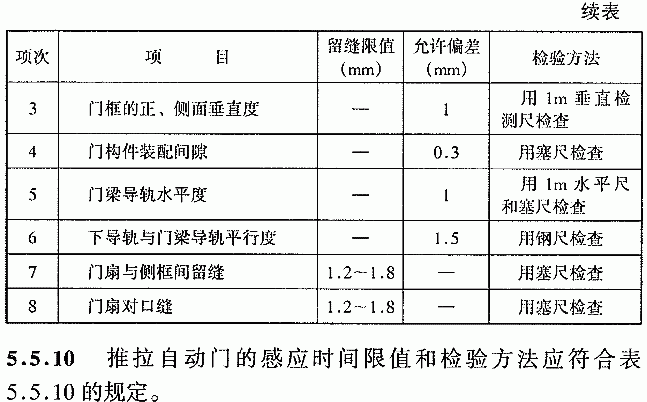 续表
项次 项 目 留缝限值(mm) 允许偏差(mm) 检验方法
3 门框的正、侧面垂直度 — 1 用1m垂直检测尺检查
4 门构件装配间隙 — 0.3 用塞尺检查
5 门梁导轨水平度 — 1 用1m水平尺和塞尺检查
6 下导轨与门梁导轨平行度 — 1.5 用钢尺检查
7 门扇与侧框间留缝 1.2~1.8 — 用塞尺检查
8 门扇对口缝 1.2~1.8 — 用塞尺检查
5.5.10 推拉自动门的感应时间限值和检验方法应符合表
5.5.10的规定。